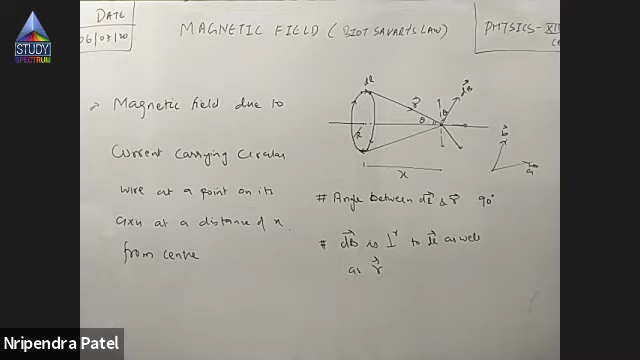 DATE
06/07/20
MAGNETIC FIELD (BIOT SAVART'S LAW)
PHYSICS-XII
STUDY
SPECTRUM
Magnetic field due to
Current Carrying Circular
wire at a point on its
axis at a distance of x
from centre
dl
r
dB
θ
θ
R
x
b
a
# Angle between dl & r 90°
# dB is ⊥r to dl as well
as r
Nripendra Patel